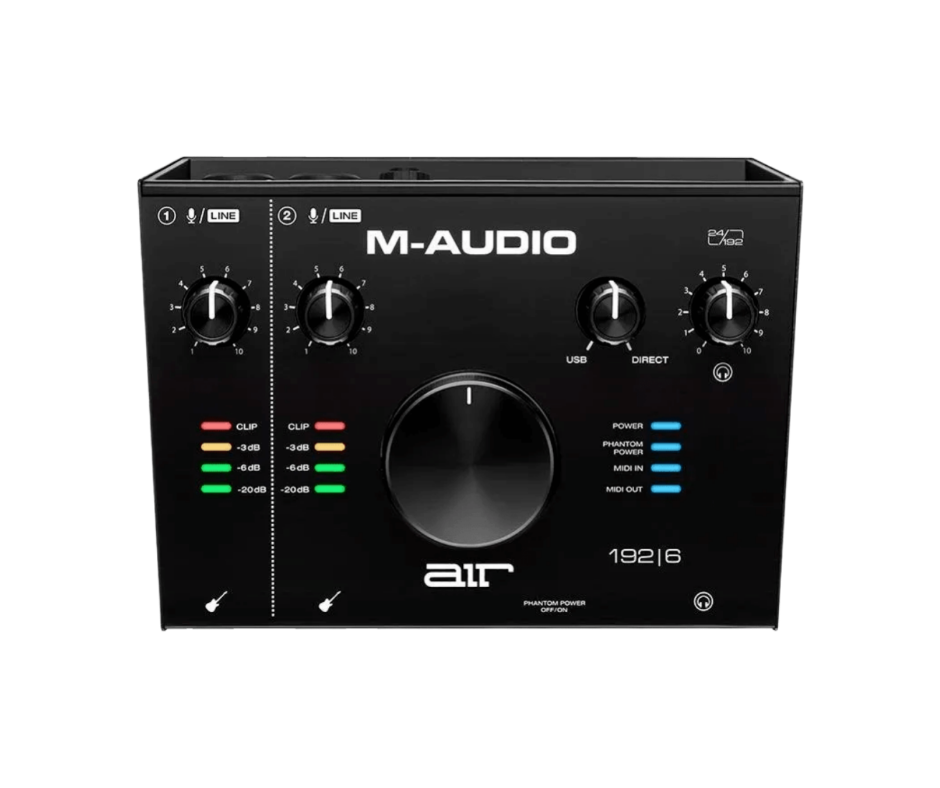 1 / LINE
2 / LINE
M-AUDIO
24/192
1 2 3 4 5 6 7 8 9 10
1 2 3 4 5 6 7 8 9 10
USB DIRECT
0 1 2 3 4 5 6 7 8 9 10
CLIP
-3dB
-6dB
-20dB
CLIP
-3dB
-6dB
-20dB
POWER
PHANTOM
POWER
MIDI IN
MIDI OUT
192|6
AIR
PHANTOM POWER
OFF/ON